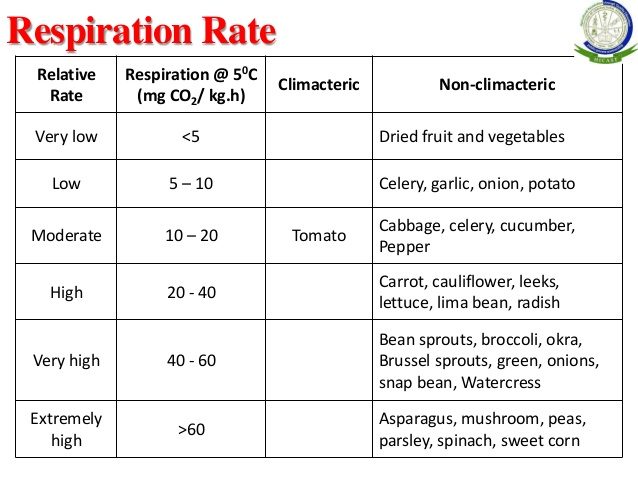 Respiration Rate
Relative
Rate
Respiration @ 5⁰C
(mg CO₂/ kg.h)
Climacteric
Non-climacteric
Very low
<5
Dried fruit and vegetables
Low
5 – 10
Celery, garlic, onion, potato
Moderate
10 – 20
Tomato
Cabbage, celery, cucumber,
Pepper
High
20 - 40
Carrot, cauliflower, leeks,
lettuce, lima bean, radish
Very high
40 - 60
Bean sprouts, broccoli, okra,
Brussel sprouts, green, onions,
snap bean, Watercress
Extremely
high
>60
Asparagus, mushroom, peas,
parsley, spinach, sweet corn